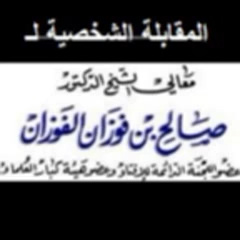 المقابلة الشخصية لـ
معالي الشيخ الدكتور
صالح بن فوزان الفوزان
عضو اللجنة الدائمة للإفتاء وعضو هيئة كبار العلماء